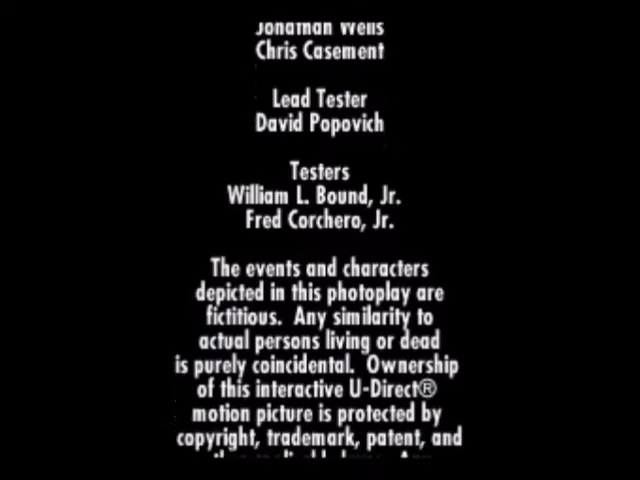 Jonathan Wells
Chris Casement
Lead Tester
David Popovich
Testers
William L. Bound, Jr.
Fred Corchero, Jr.
The events and characters
depicted in this photoplay are
fictitious. Any similarity to
actual persons living or dead
is purely coincidental. Ownership
of this interactive U-Direct®
motion picture is protected by
copyright, trademark, patent, and